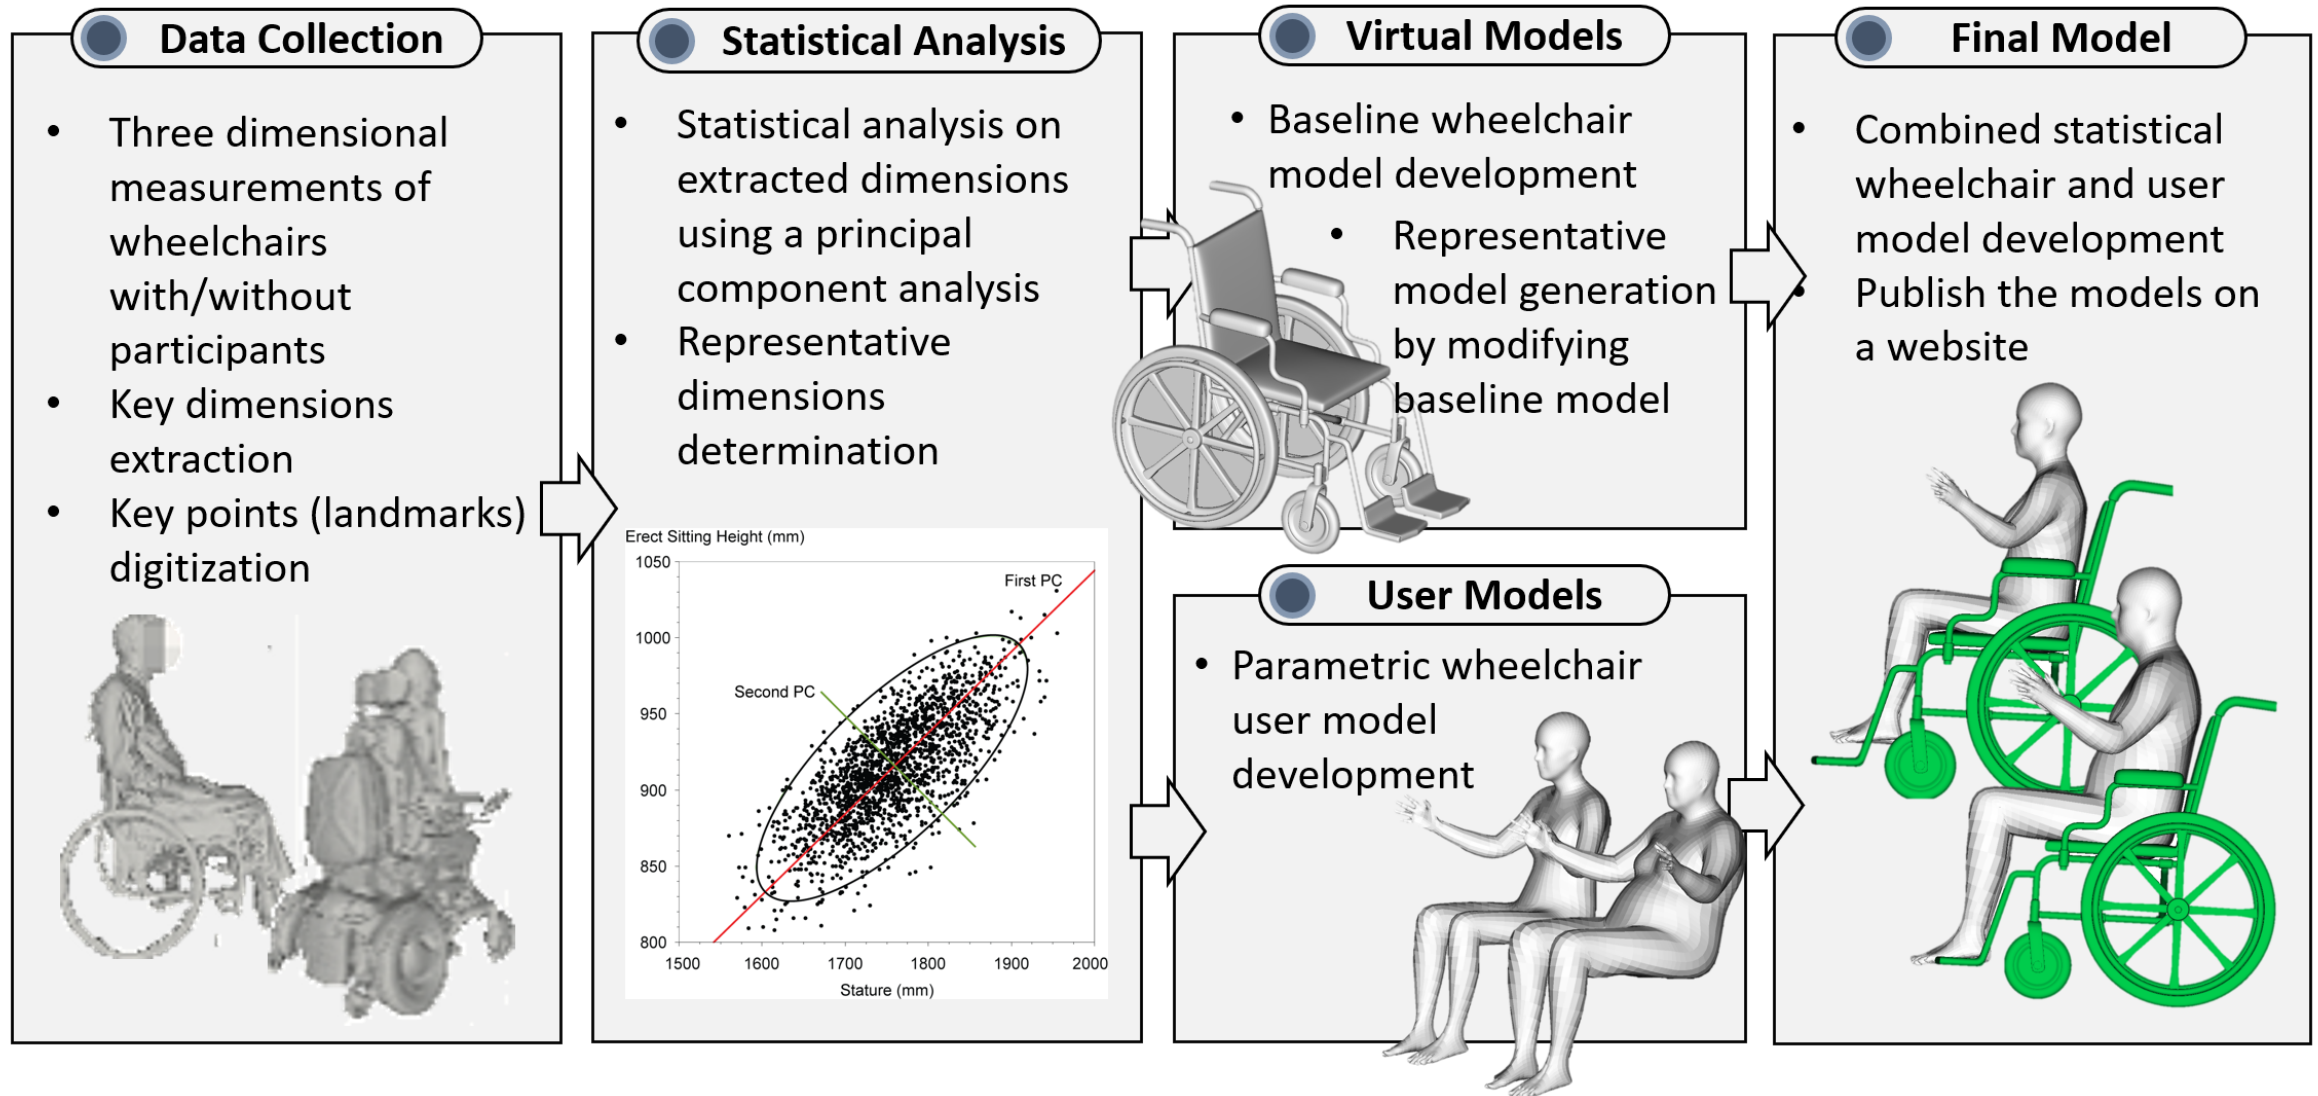 Data Collection
• Three dimensional
measurements of
wheelchairs
with/without
participants
• Key dimensions
extraction
• Key points (landmarks)
digitization
Statistical Analysis
• Statistical analysis on
extracted dimensions
using a principal
component analysis
• Representative
dimensions
determination
Erect Sitting Height (mm)
1050
1000
950
900
850
800
First PC
Second PC
1500 1600 1700 1800 1900 2000
Stature (mm)
Virtual Models
• Baseline wheelchair
model development
• Representative
model generation
by modifying
baseline model
User Models
• Parametric wheelchair
user model
development
Final Model
• Combined statistical
wheelchair and user
model development
• Publish the models on
a website